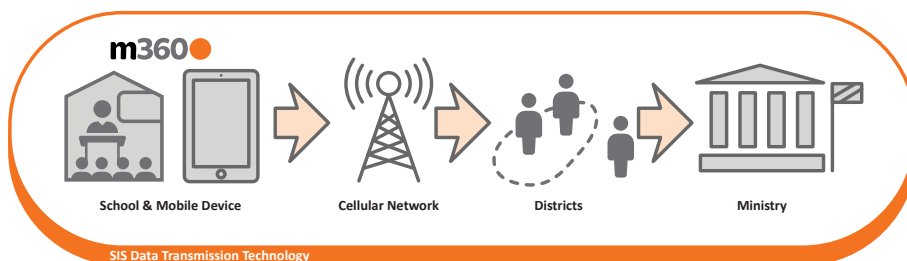 m360
School & Mobile Device
Cellular Network
Districts
Ministry
SIS Data Transmission Technology